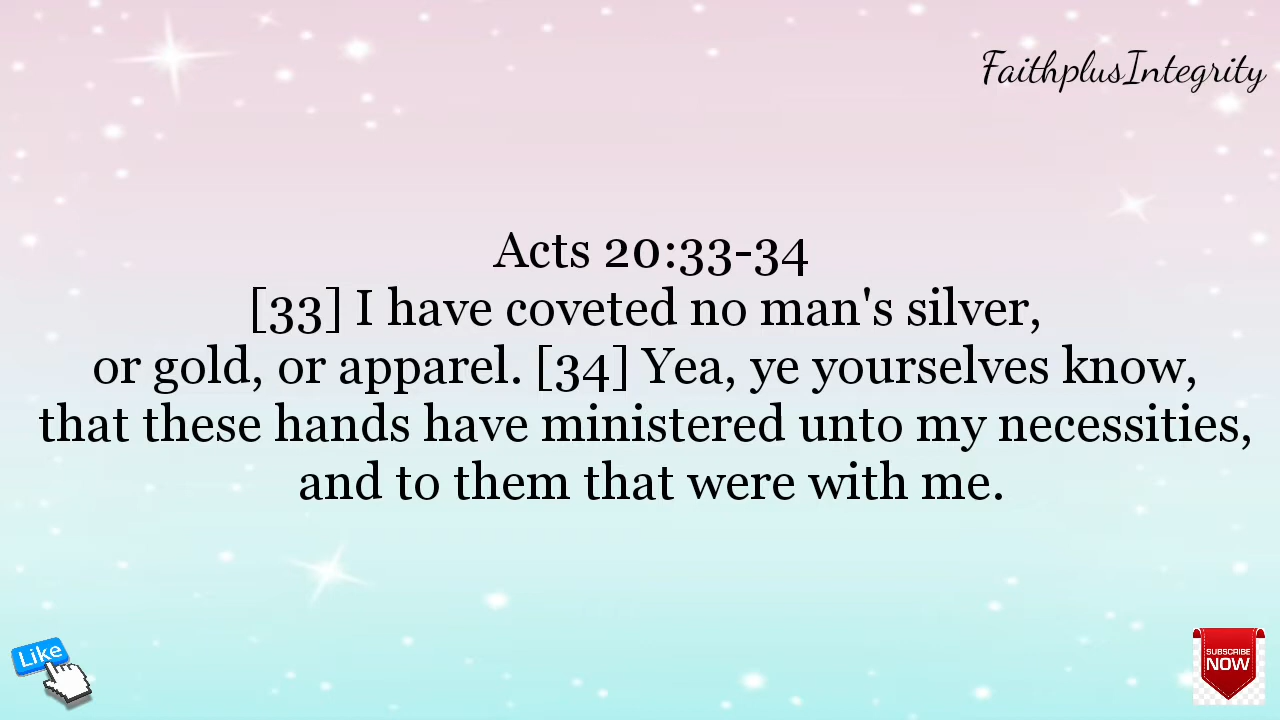 FaithplusIntegrity
Acts 20:33-34
[33] I have coveted no man's silver,
or gold, or apparel. [34] Yea, ye yourselves know,
that these hands have ministered unto my necessities,
and to them that were with me.
Like
SUBSCRIBE
NOW